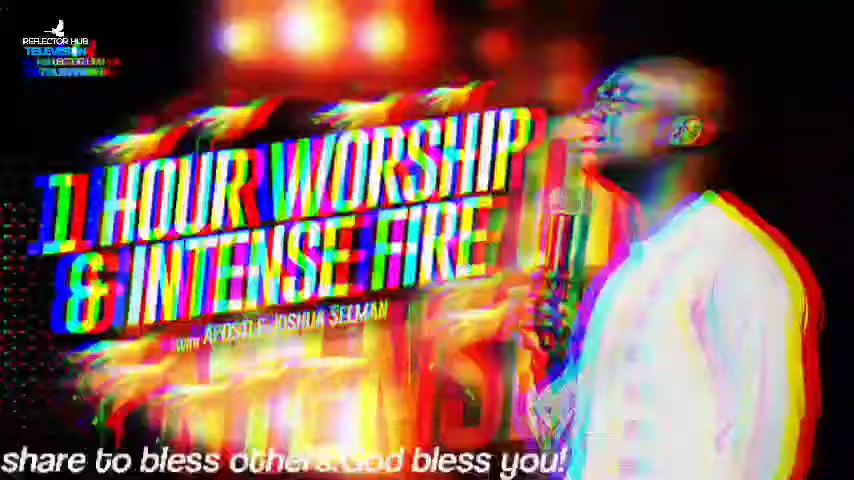 REFLECTOR HUB
TELEVISION
1 HOUR WORSHIP
& INTENSE FIRE
WITH APOSTLE JOSHUA SELMAN
share to bless others.God bless you!